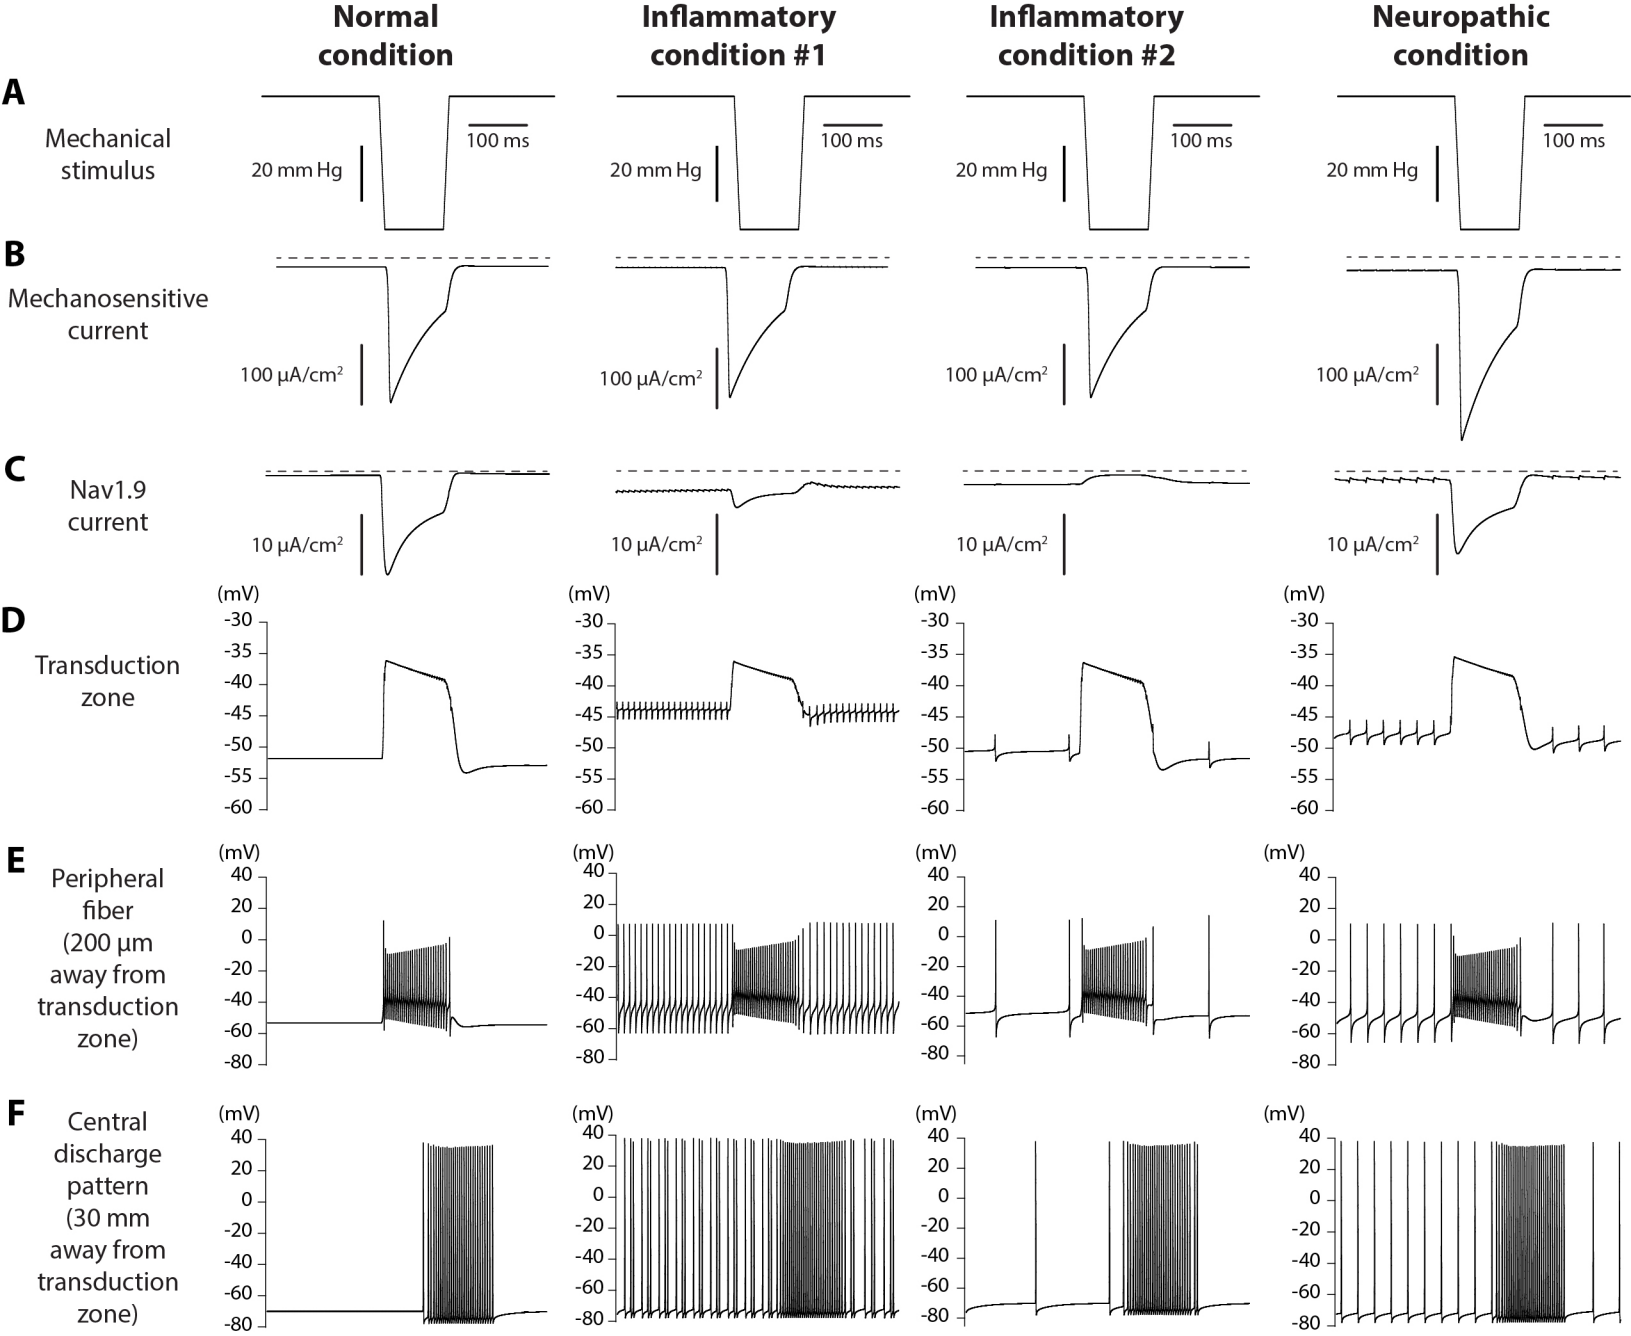 Normal condition
Inflammatory condition #1
Inflammatory condition #2
Neuropathic condition
A
Mechanical
stimulus
20 mm Hg
100 ms
20 mm Hg
100 ms
20 mm Hg
100 ms
20 mm Hg
100 ms
B
Mechanosensitive
current
100 µA/cm²
100 µA/cm²
100 µA/cm²
100 µA/cm²
C
Nav1.9
current
10 µA/cm²
10 µA/cm²
10 µA/cm²
10 µA/cm²
D
Transduction
zone
(mV)
-30
-35
-40
-45
-50
-55
-60
(mV)
-30
-35
-40
-45
-50
-55
-60
(mV)
-30
-35
-40
-45
-50
-55
-60
(mV)
-30
-35
-40
-45
-50
-55
-60
E
Peripheral
fiber
(200 µm
away from
transduction
zone)
(mV)
40
20
0
-20
-40
-60
-80
(mV)
40
20
0
-20
-40
-60
-80
(mV)
40
20
0
-20
-40
-60
-80
(mV)
40
20
0
-20
-40
-60
-80
F
Central
discharge
pattern
(30 mm
away from
transduction
zone)
(mV)
40
20
0
-20
-40
-60
-80
(mV)
40
20
0
-20
-40
-60
-80
(mV)
40
20
0
-20
-40
-60
-80
(mV)
40
20
0
-20
-40
-60
-80